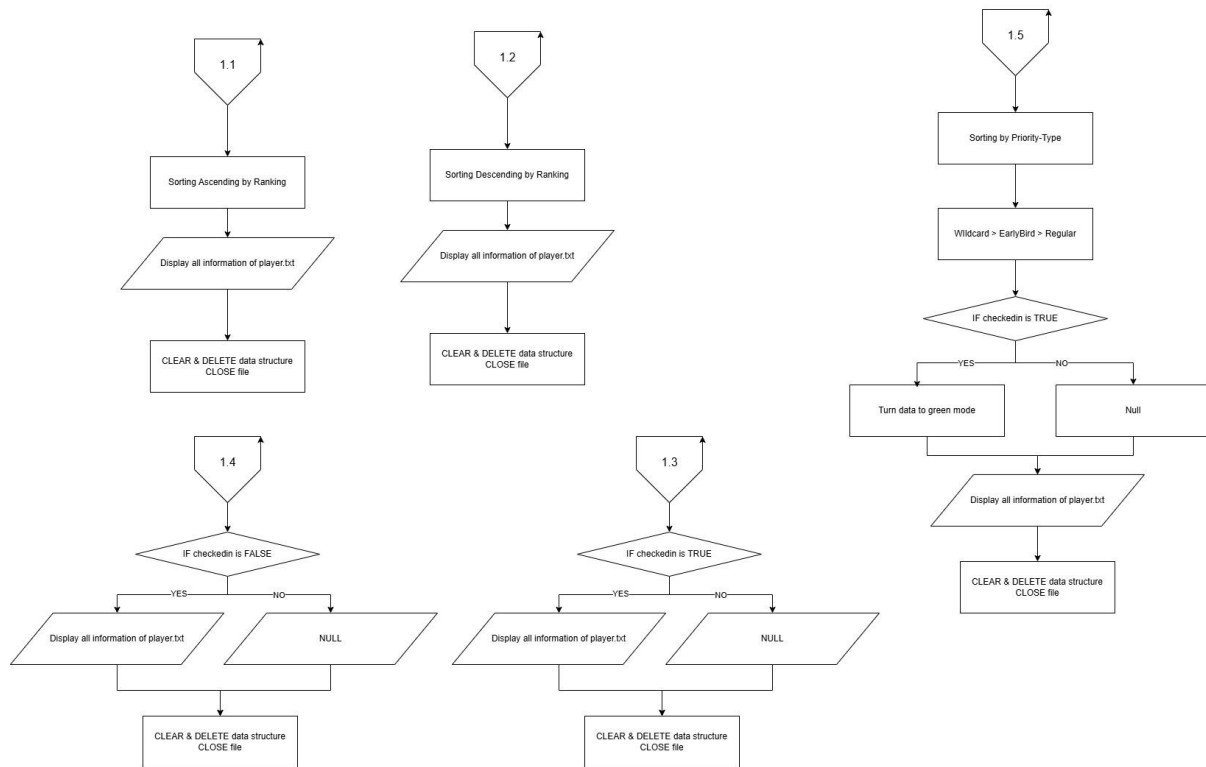 1.1
Sorting Ascending by Ranking
Display all information of player.txt
CLEAR & DELETE data structure
CLOSE file
1.2
Sorting Descending by Ranking
Display all information of player.txt
CLEAR & DELETE data structure
CLOSE file
1.5
Sorting by Priority-Type
WIldcard > EarlyBird > Regular
IF checkedin is TRUE
YES
NO
Turn data to green mode
Null
Display all information of player.txt
CLEAR & DELETE data structure
CLOSE file
1.4
IF checkedin is FALSE
YES
NO
Display all information of player.txt
NULL
CLEAR & DELETE data structure
CLOSE file
1.3
IF checkedin is TRUE
YES
NO
Display all information of player.txt
NULL
CLEAR & DELETE data structure
CLOSE file